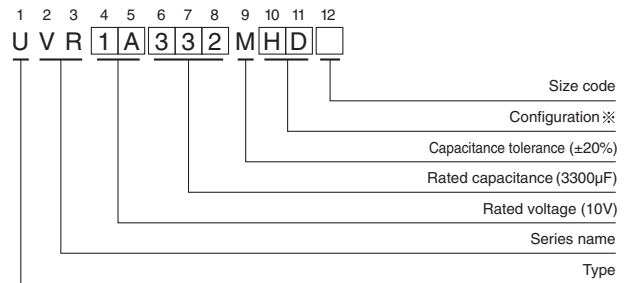 1 2 3 4 5 6 7 8 9 10 11 12
U V R 1 A 3 3 2 M H D
Size code
Configuration※
Capacitance tolerance (±20%)
Rated capacitance (3300µF)
Rated voltage (10V)
Series name
Type